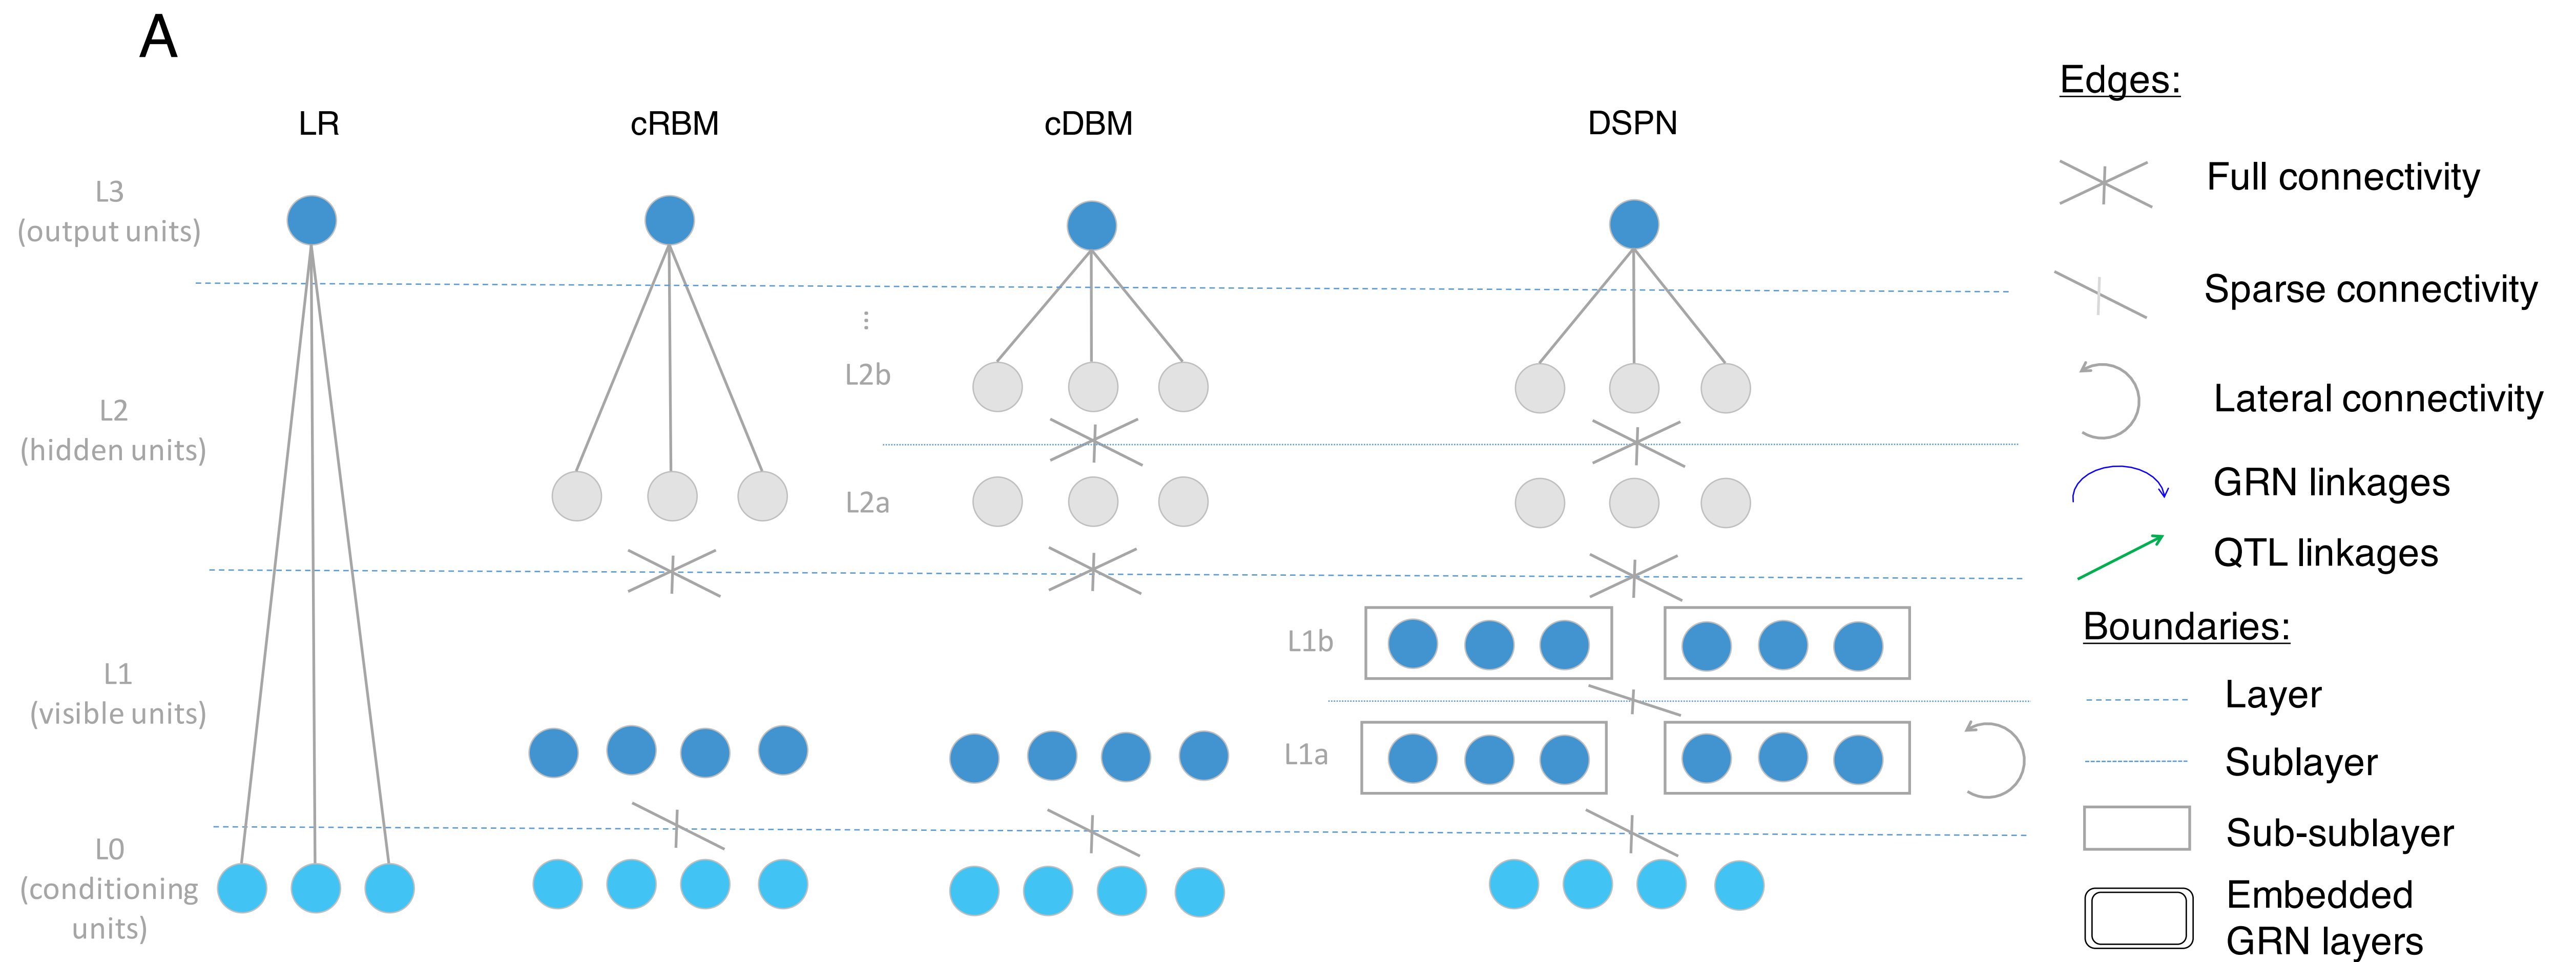 A
LR
cRBM
cDBM
DSPN
L3
(output units)
⋮
L2b
L2
(hidden units)
L2a
L1b
L1
(visible units)
L1a
L0
(conditioning
units)
Edges:
Full connectivity
Sparse connectivity
Lateral connectivity
GRN linkages
QTL linkages
Boundaries:
Layer
Sublayer
Sub-sublayer
Embedded
GRN layers